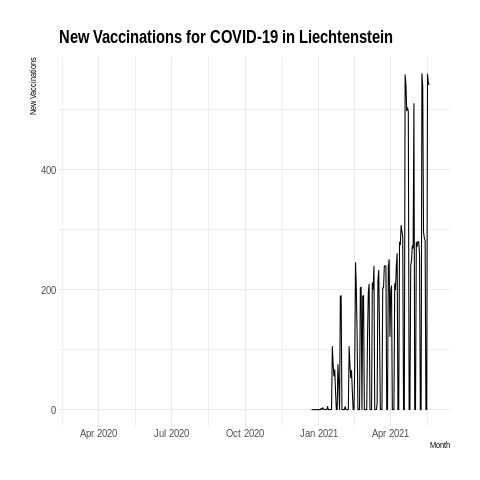 New Vaccinations for COVID-19 in Liechtenstein
New Vaccinations
400
200
0
Apr 2020 Jul 2020 Oct 2020 Jan 2021 Apr 2021
Month